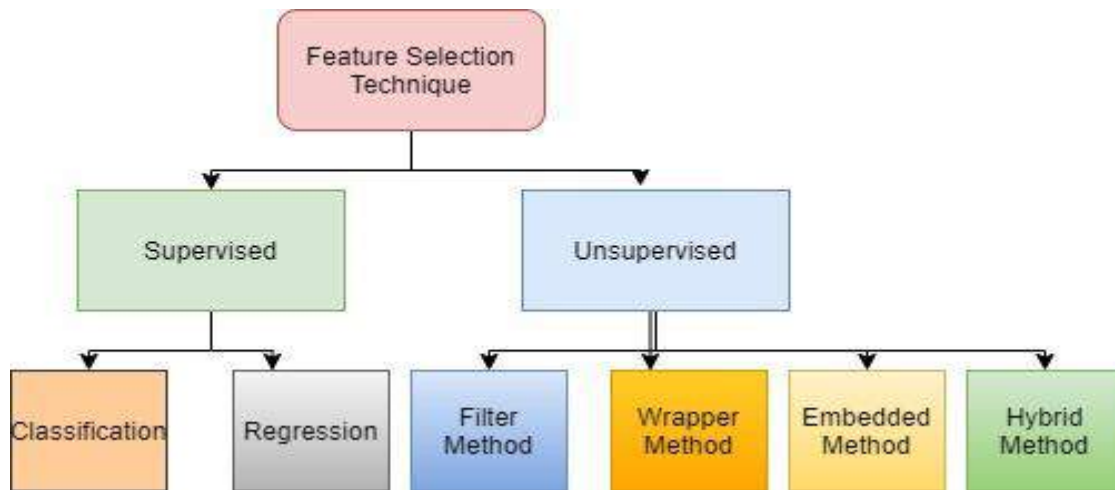 Feature Selection
Technique
Supervised
Unsupervised
Classification
Regression
Filter
Method
Wrapper
Method
Embedded
Method
Hybrid
Method